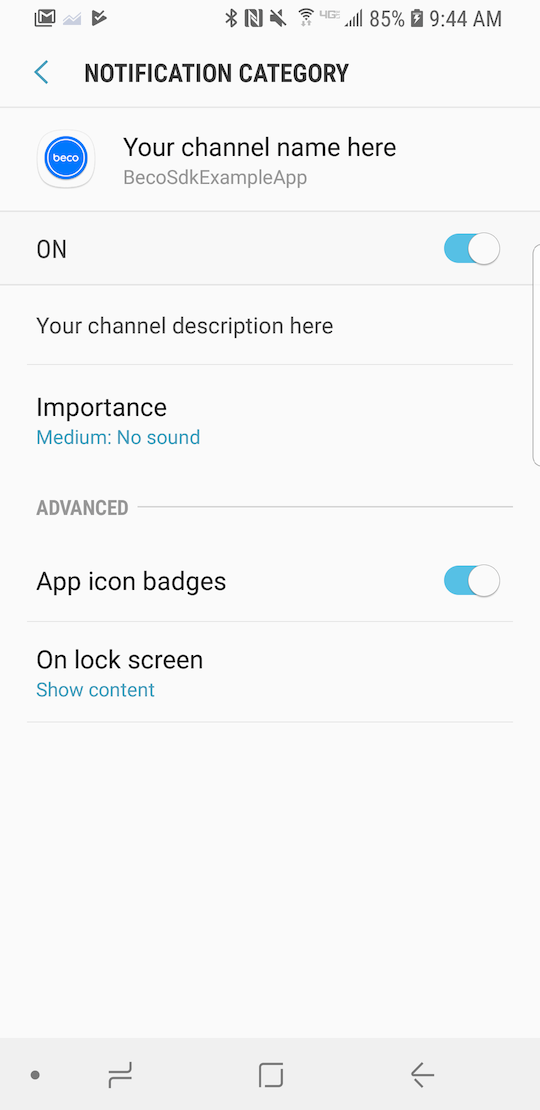 4GE 85% 9:44 AM
NOTIFICATION CATEGORY
beco
Your channel name here
BecoSdkExampleApp
ON
Your channel description here
Importance
Medium: No sound
ADVANCED
App icon badges
On lock screen
Show content